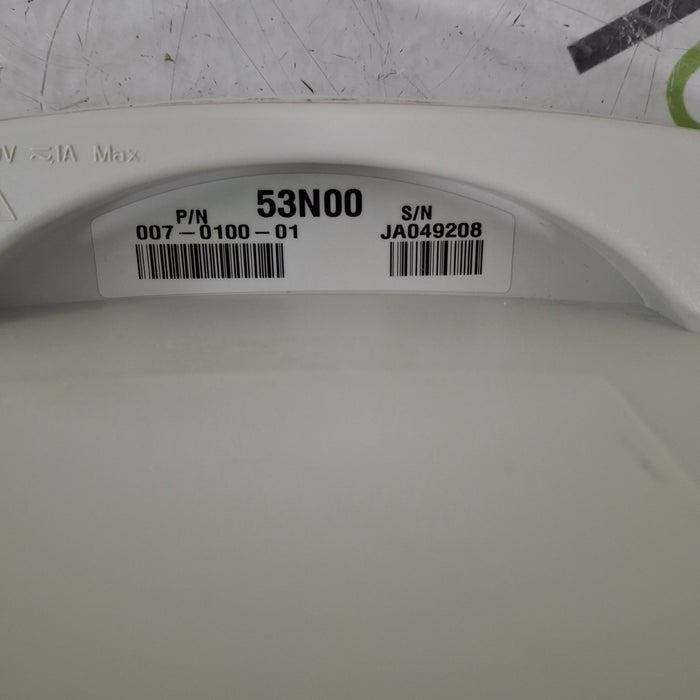 V ⎓ 1A Max
53N00
P/N
S/N
007-0100-01
JA049208